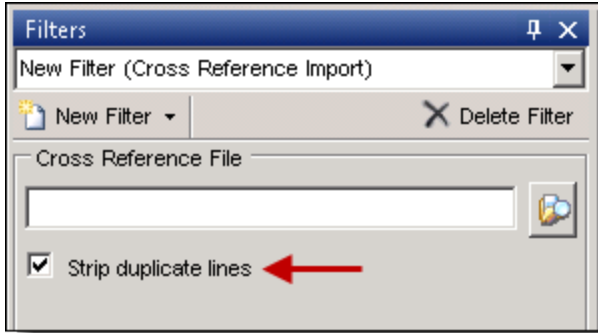 Filters
New Filter (Cross Reference Import)
New Filter
Delete Filter
Cross Reference File
Strip duplicate lines